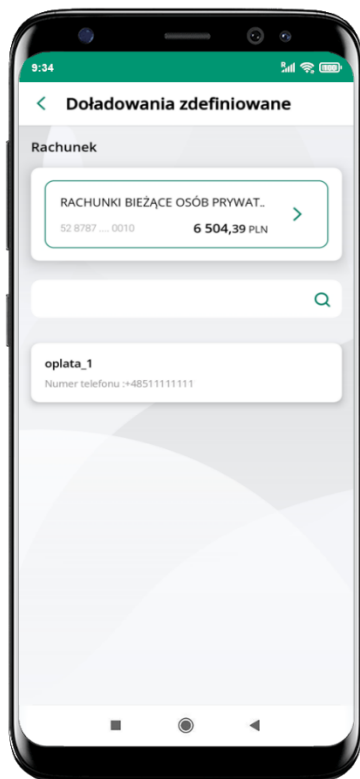 9:34
R
100
Doładowania zdefiniowane
Rachunek
RACHUNKI BIEŻĄCE OSÓB PRYWAT..
52 8787 .... 0010 6 504,39 PLN
oplata_1
Numer telefonu :+48511111111